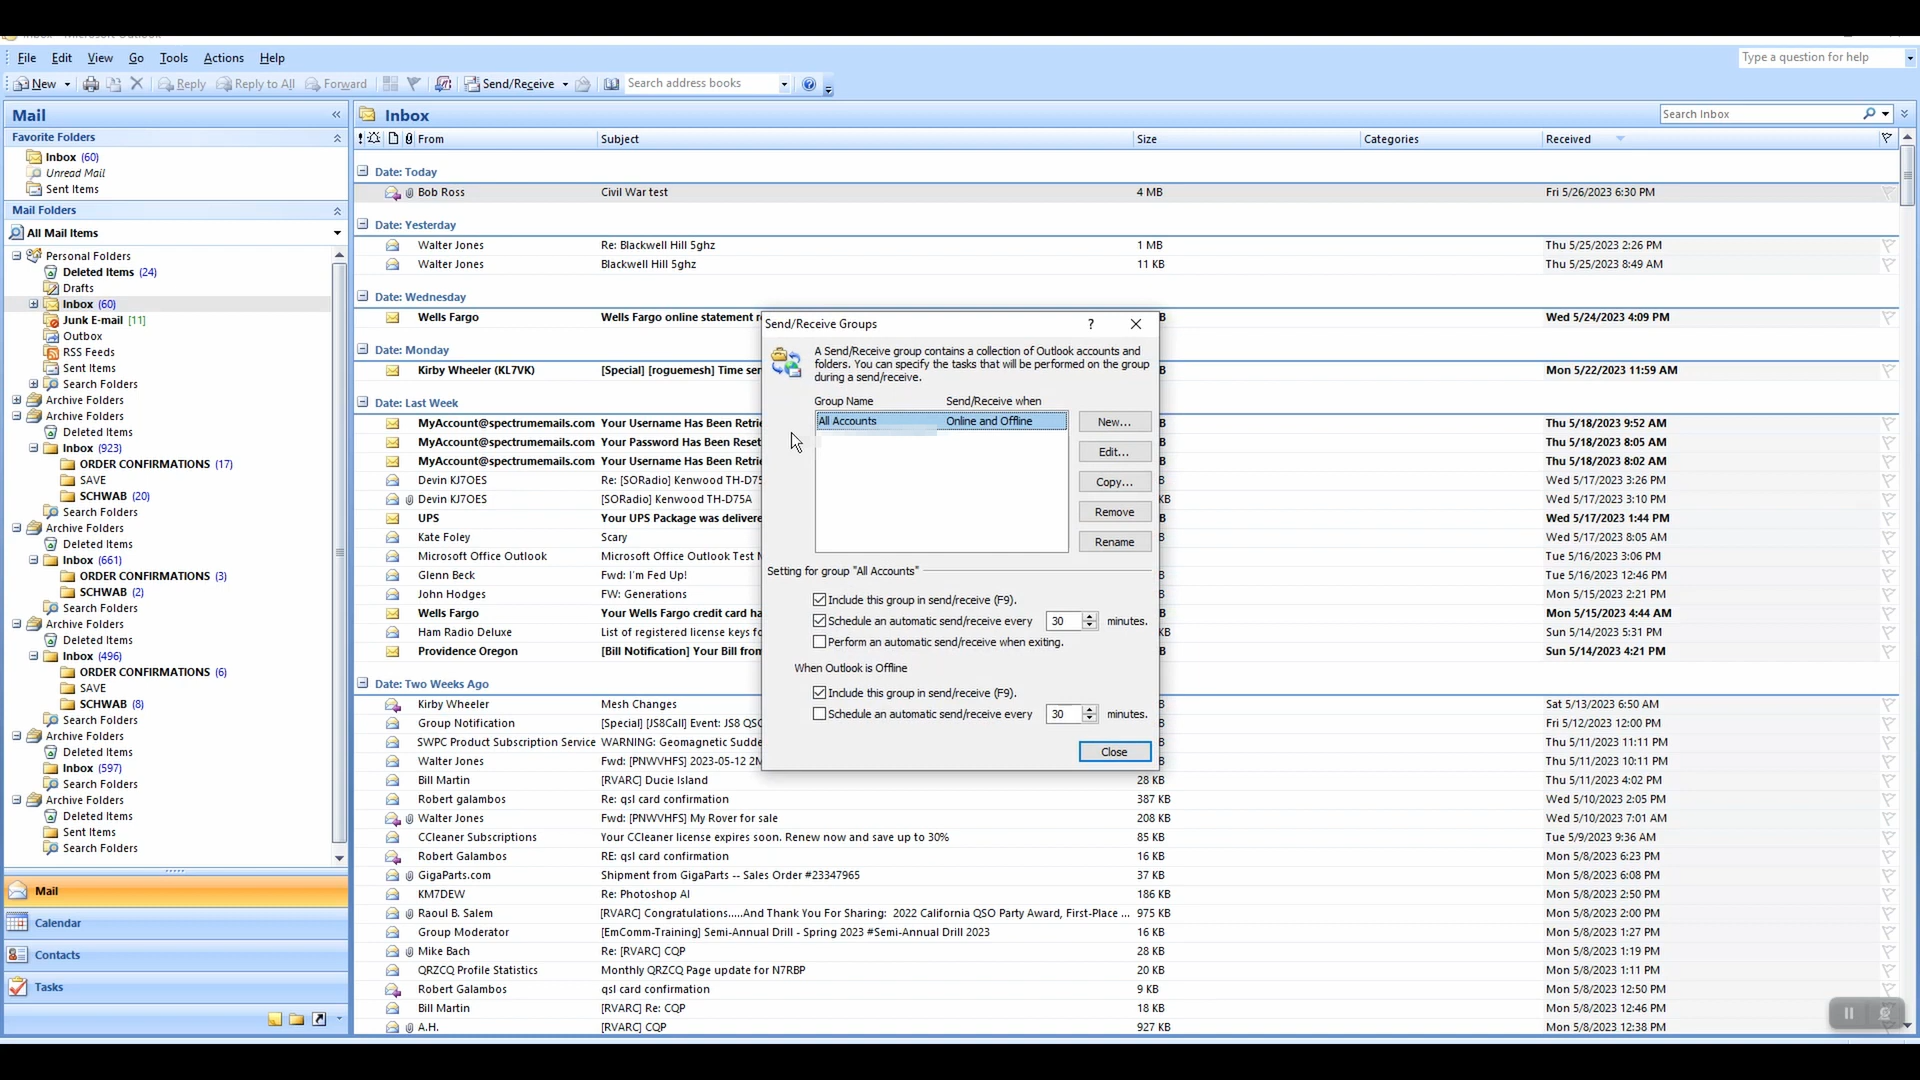 File Edit View Go Tools Actions Help Type a question for help
New Reply Reply to All Forward Send/Receive Search address books
Mail
Favorite Folders
Inbox (60)
Unread Mail
Sent Items
Mail Folders
All Mail Items
Personal Folders
Deleted Items (24)
Drafts
Inbox (60)
Junk E-mail [11]
Outbox
RSS Feeds
Sent Items
Search Folders
Archive Folders
Archive Folders
Deleted Items
Inbox (923)
ORDER CONFIRMATIONS (17)
SAVE
SCHWAB (20)
Search Folders
Archive Folders
Deleted Items
Inbox (661)
ORDER CONFIRMATIONS (3)
SCHWAB (2)
Search Folders
Archive Folders
Deleted Items
Inbox (496)
ORDER CONFIRMATIONS (6)
SAVE
SCHWAB (8)
Search Folders
Archive Folders
Deleted Items
Inbox (597)
Search Folders
Archive Folders
Deleted Items
Sent Items
Search Folders
Mail
Calendar
Contacts
Tasks
Inbox Search Inbox
From Subject Size Categories Received
Date: Today
Bob Ross Civil War test 4 MB Fri 5/26/2023 6:30 PM
Date: Yesterday
Walter Jones Re: Blackwell Hill 5ghz 1 MB Thu 5/25/2023 2:26 PM
Walter Jones Blackwell Hill 5ghz 11 KB Thu 5/25/2023 8:49 AM
Date: Wednesday
Wells Fargo Wells Fargo online statement B Wed 5/24/2023 4:09 PM
Date: Monday
Kirby Wheeler (KL7VK) [Special] [roguemesh] Time ser B Mon 5/22/2023 11:59 AM
Date: Last Week
MyAccount@spectrumemails.com Your Username Has Been Retri B Thu 5/18/2023 9:52 AM
MyAccount@spectrumemails.com Your Password Has Been Reset B Thu 5/18/2023 8:05 AM
MyAccount@spectrumemails.com Your Username Has Been Retri B Thu 5/18/2023 8:02 AM
Devin KJ7OES Re: [SORadio] Kenwood TH-D75 B Wed 5/17/2023 3:26 PM
Devin KJ7OES [SORadio] Kenwood TH-D75A KB Wed 5/17/2023 3:10 PM
UPS Your UPS Package was delivere B Wed 5/17/2023 1:44 PM
Kate Foley Scary B Wed 5/17/2023 8:05 AM
Microsoft Office Outlook Microsoft Office Outlook Test B Tue 5/16/2023 3:06 PM
Glenn Beck Fwd: I'm Fed Up! B Tue 5/16/2023 12:46 PM
John Hodges FW: Generations B Mon 5/15/2023 2:21 PM
Wells Fargo Your Wells Fargo credit card ha B Mon 5/15/2023 4:44 AM
Ham Radio Deluxe List of registered license keys fo KB Sun 5/14/2023 5:31 PM
Providence Oregon [Bill Notification] Your Bill from B Sun 5/14/2023 4:21 PM
Date: Two Weeks Ago
Kirby Wheeler Mesh Changes B Sat 5/13/2023 6:50 AM
Group Notification [Special] [JS8Call] Event: JS8 QSO B Fri 5/12/2023 12:00 PM
SWPC Product Subscription Service WARNING: Geomagnetic Sudde B Thu 5/11/2023 11:11 PM
Walter Jones Fwd: [PNWVHFS] 2023-05-12 2M B Thu 5/11/2023 10:11 PM
Bill Martin [RVARC] Ducie Island 28 KB Thu 5/11/2023 4:02 PM
Robert galambos Re: qsl card confirmation 387 KB Wed 5/10/2023 2:05 PM
Walter Jones Fwd: [PNWVHFS] My Rover for sale 208 KB Wed 5/10/2023 7:01 AM
CCleaner Subscriptions Your CCleaner license expires soon. Renew now and save up to 30% 85 KB Tue 5/9/2023 9:36 AM
Robert Galambos RE: qsl card confirmation 16 KB Mon 5/8/2023 6:23 PM
GigaParts.com Shipment from GigaParts -- Sales Order #23347965 37 KB Mon 5/8/2023 6:08 PM
KM7DEW Re: Photoshop AI 186 KB Mon 5/8/2023 2:50 PM
Raoul B. Salem [RVARC] Congratulations.....And Thank You For Sharing: 2022 California QSO Party Award, First-Place ... 975 KB Mon 5/8/2023 2:00 PM
Group Moderator [EmComm-Training] Semi-Annual Drill - Spring 2023 #Semi-Annual Drill 2023 16 KB Mon 5/8/2023 1:27 PM
Mike Bach Re: [RVARC] CQP 28 KB Mon 5/8/2023 1:19 PM
QRZCQ Profile Statistics Monthly QRZCQ Page update for N7RBP 20 KB Mon 5/8/2023 1:11 PM
Robert Galambos qsl card confirmation 9 KB Mon 5/8/2023 12:50 PM
Bill Martin [RVARC] Re: CQP 18 KB Mon 5/8/2023 12:46 PM
A.H. [RVARC] CQP 927 KB Mon 5/8/2023 12:38 PM
Send/Receive Groups
A Send/Receive group contains a collection of Outlook accounts and
folders. You can specify the tasks that will be performed on the group
during a send/receive.
Group Name Send/Receive when
All Accounts Online and Offline
New...
Edit...
Copy...
Remove
Rename
Setting for group "All Accounts"
Include this group in send/receive (F9).
Schedule an automatic send/receive every 30 minutes.
Perform an automatic send/receive when exiting.
When Outlook is Offline
Include this group in send/receive (F9).
Schedule an automatic send/receive every 30 minutes.
Close